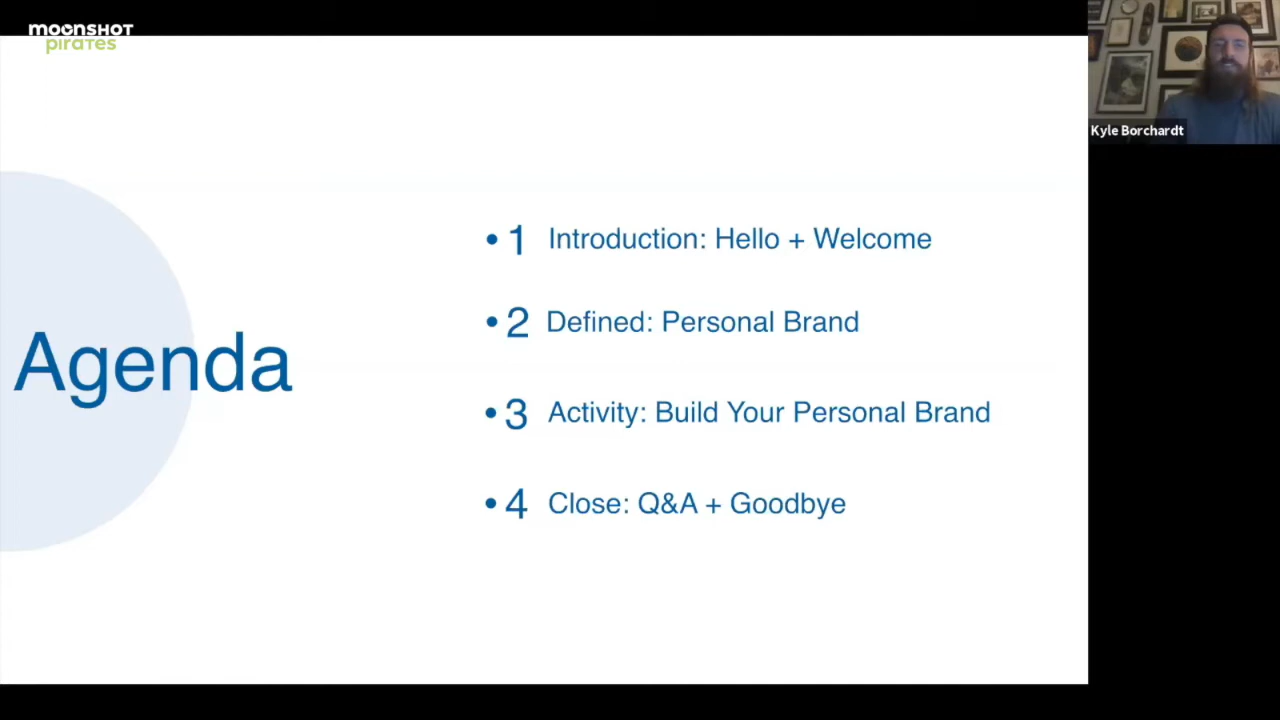 MOONSHOT
pirates
Kyle Borchardt
Agenda
• 1 Introduction: Hello + Welcome
• 2 Defined: Personal Brand
• 3 Activity: Build Your Personal Brand
• 4 Close: Q&A + Goodbye